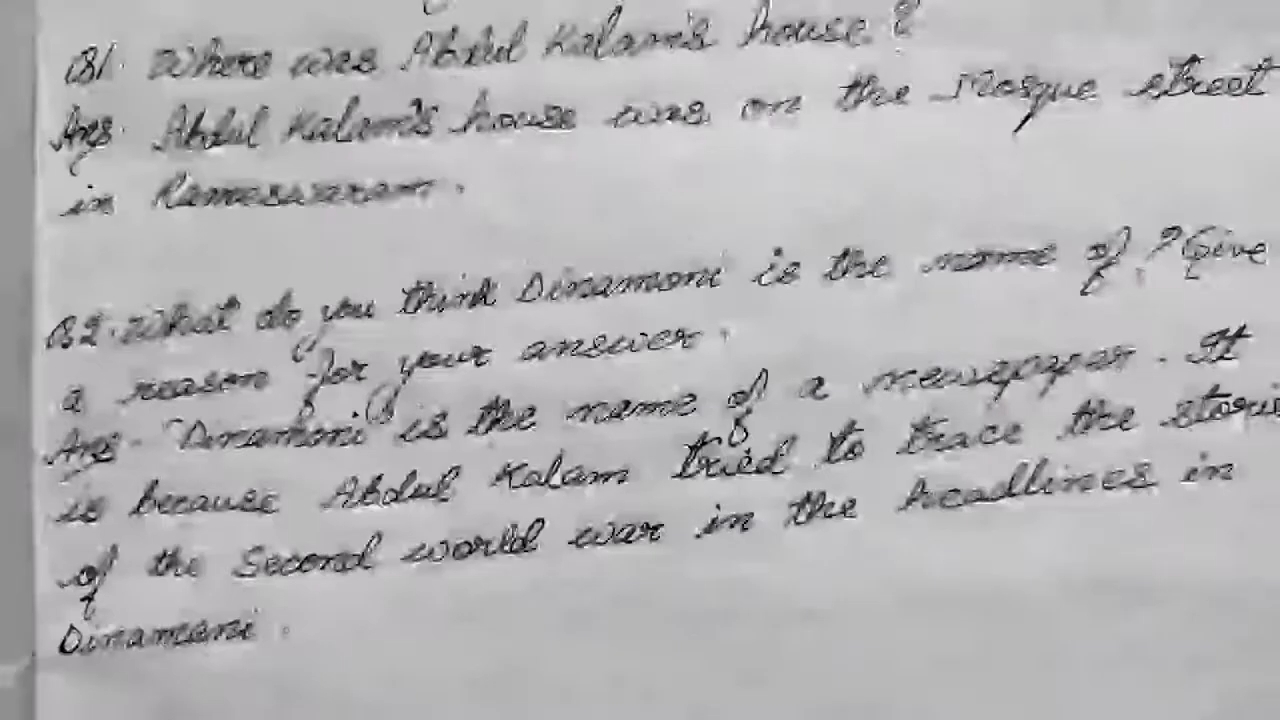 Q1. Where was Abdul Kalam's house?
Ans. Abdul Kalam's house was on the Mosque street
in Rameswaram.
Q2. What do you think Dinamoni is the name of? Give
a reason for your answer.
Ans - "Dinamoni" is the name of a newspaper. It
is because Abdul Kalam tried to trace the stories
of the Second world war in the headlines in
Dinamani.